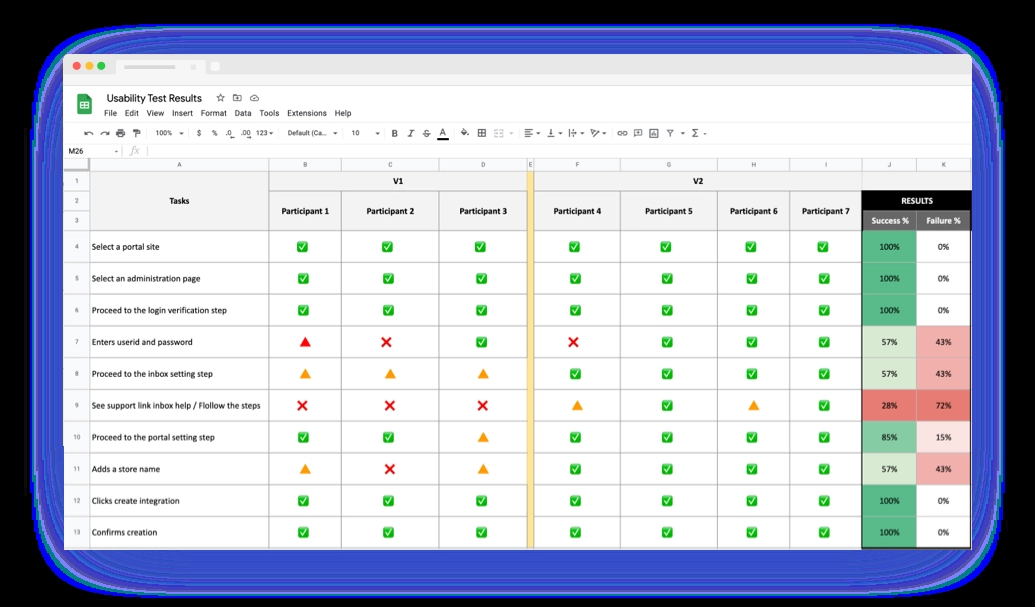 Usability Test Results
File Edit View Insert Format Data Tools Extensions Help
100% $ % .0 .00 123 Default (Ca... 10 B I S A Σ
M26 fx
A B C D E F G H I J K
1 V1 V2
2 Tasks Participant 1 Participant 2 Participant 3 Participant 4 Participant 5 Participant 6 Participant 7 RESULTS
3 Success % Failure %
4 Select a portal site ✅ ✅ ✅ ✅ ✅ ✅ ✅ 100% 0%
5 Select an administration page ✅ ✅ ✅ ✅ ✅ ✅ ✅ 100% 0%
6 Proceed to the login verification step ✅ ✅ ✅ ✅ ✅ ✅ ✅ 100% 0%
7 Enters userid and password 🔺 ❌ ✅ ❌ ✅ ✅ ✅ 57% 43%
8 Proceed to the inbox setting step 57% 43%
9 See support link inbox help / Flollow the steps 28% 72%
10 Proceed to the portal setting step 85% 15%
11 Adds a store name 57% 43%
12 Clicks create integration ✅ ✅ ✅ ✅ ✅ ✅ ✅ 100% 0%
13 Confirms creation ✅ ✅ ✅ ✅ ✅ ✅ ✅ 100% 0%